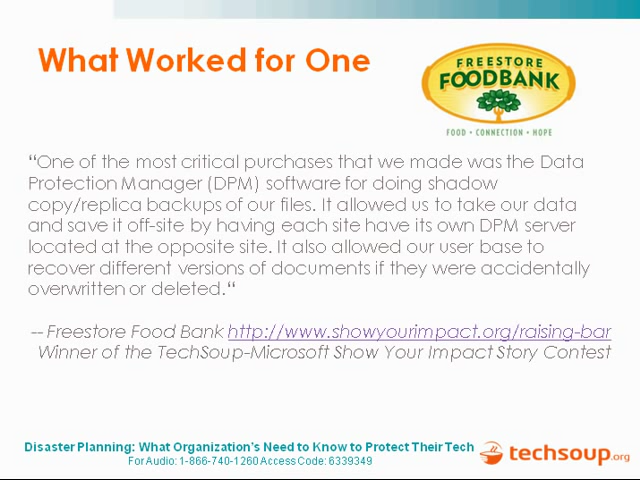 What Worked for One
FREESTORE
FOODBANK
FOOD • CONNECTION • HOPE
“One of the most critical purchases that we made was the Data
Protection Manager (DPM) software for doing shadow
copy/replica backups of our files. It allowed us to take our data
and save it off-site by having each site have its own DPM server
located at the opposite site. It also allowed our user base to
recover different versions of documents if they were accidentally
overwritten or deleted.“
-- Freestore Food Bank http://www.showyourimpact.org/raising-bar
Winner of the TechSoup-Microsoft Show Your Impact Story Contest
Disaster Planning: What Organization's Need to Know to Protect Their Tech
For Audio: 1-866-740-1260 Access Code: 6339349
techsoup.org